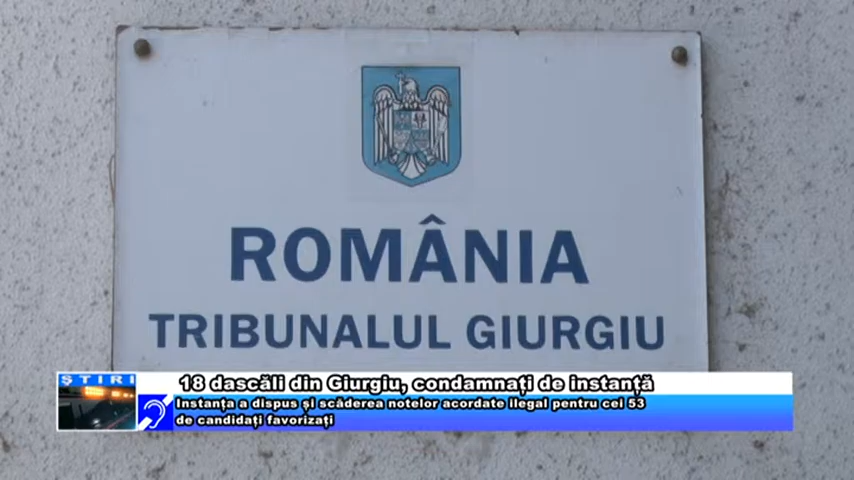 ROMÂNIA
TRIBUNALUL GIURGIU
ȘTIRI
18 dascăli din Giurgiu, condamnați de instanță
Instanța a dispus și scăderea notelor acordate ilegal pentru cei 53
de candidați favorizați